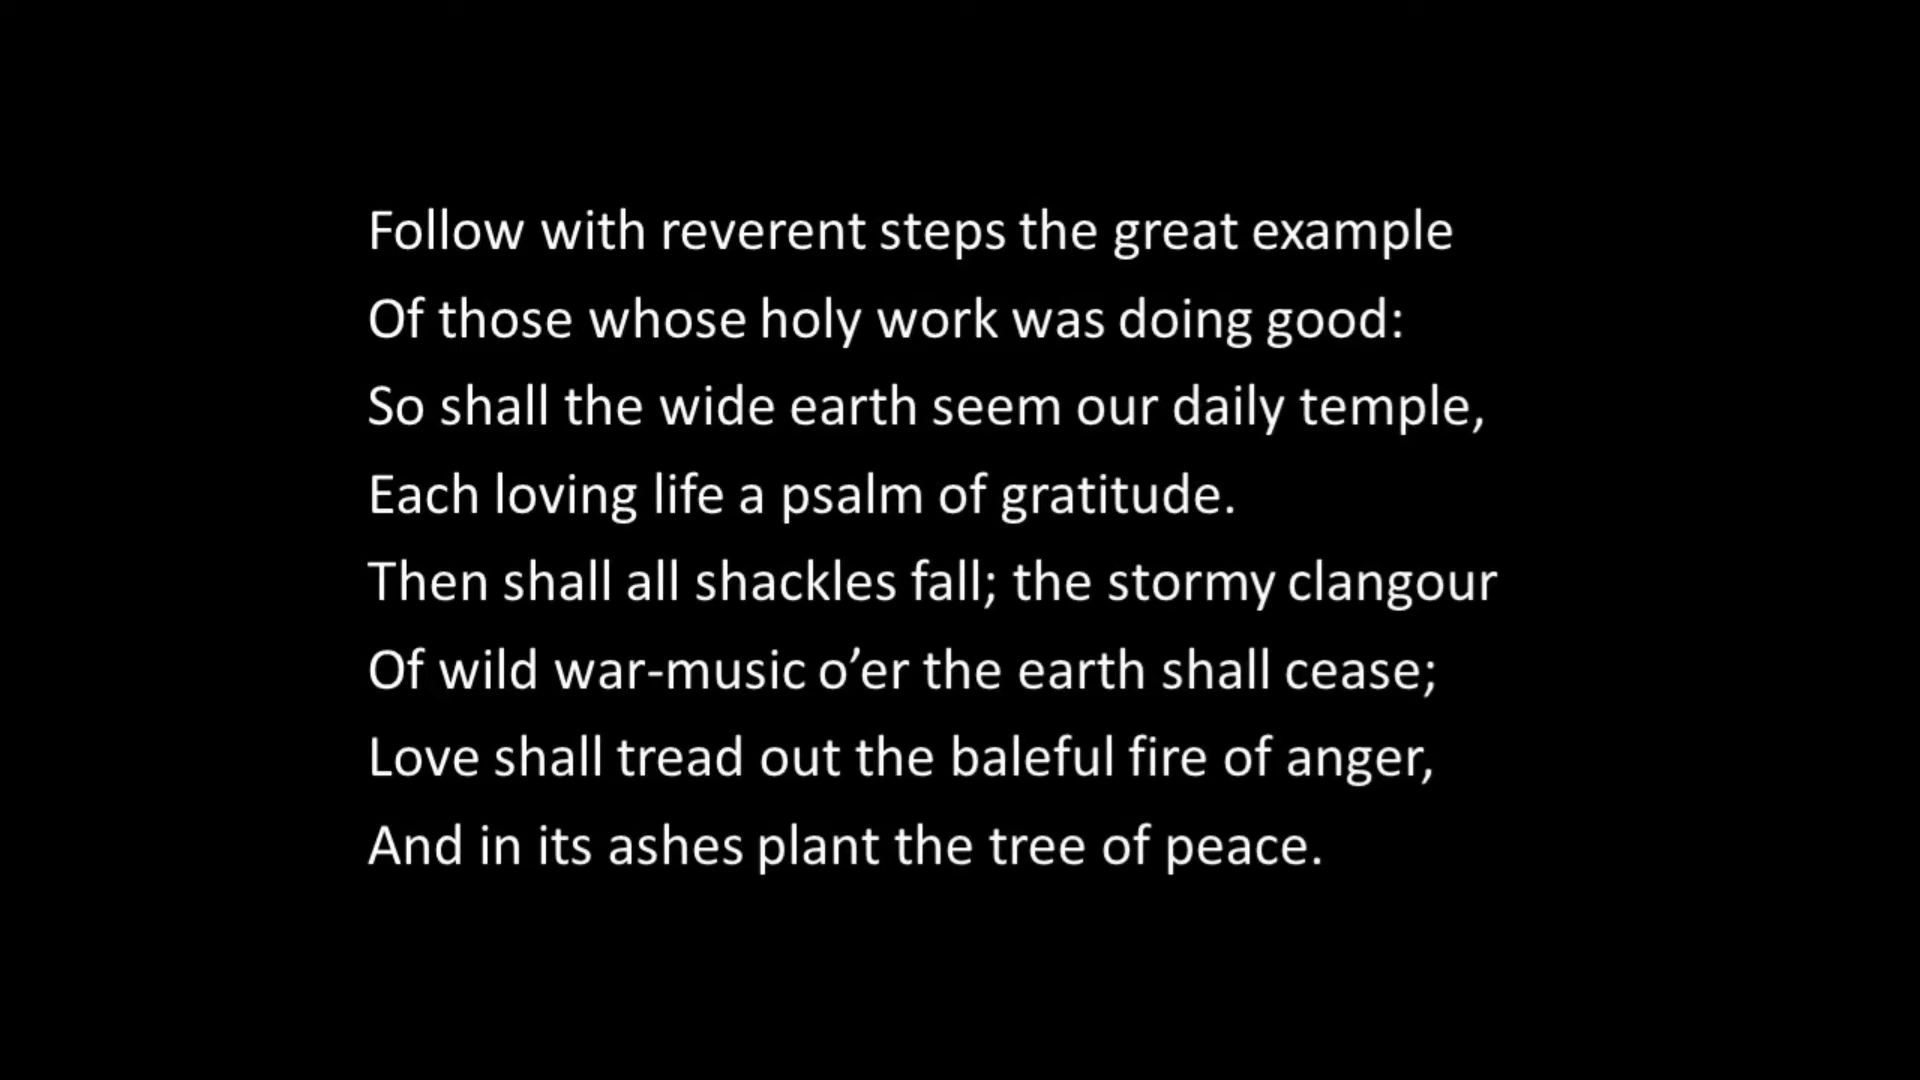 Follow with reverent steps the great example
Of those whose holy work was doing good:
So shall the wide earth seem our daily temple,
Each loving life a psalm of gratitude.
Then shall all shackles fall; the stormy clangour
Of wild war-music o’er the earth shall cease;
Love shall tread out the baleful fire of anger,
And in its ashes plant the tree of peace.